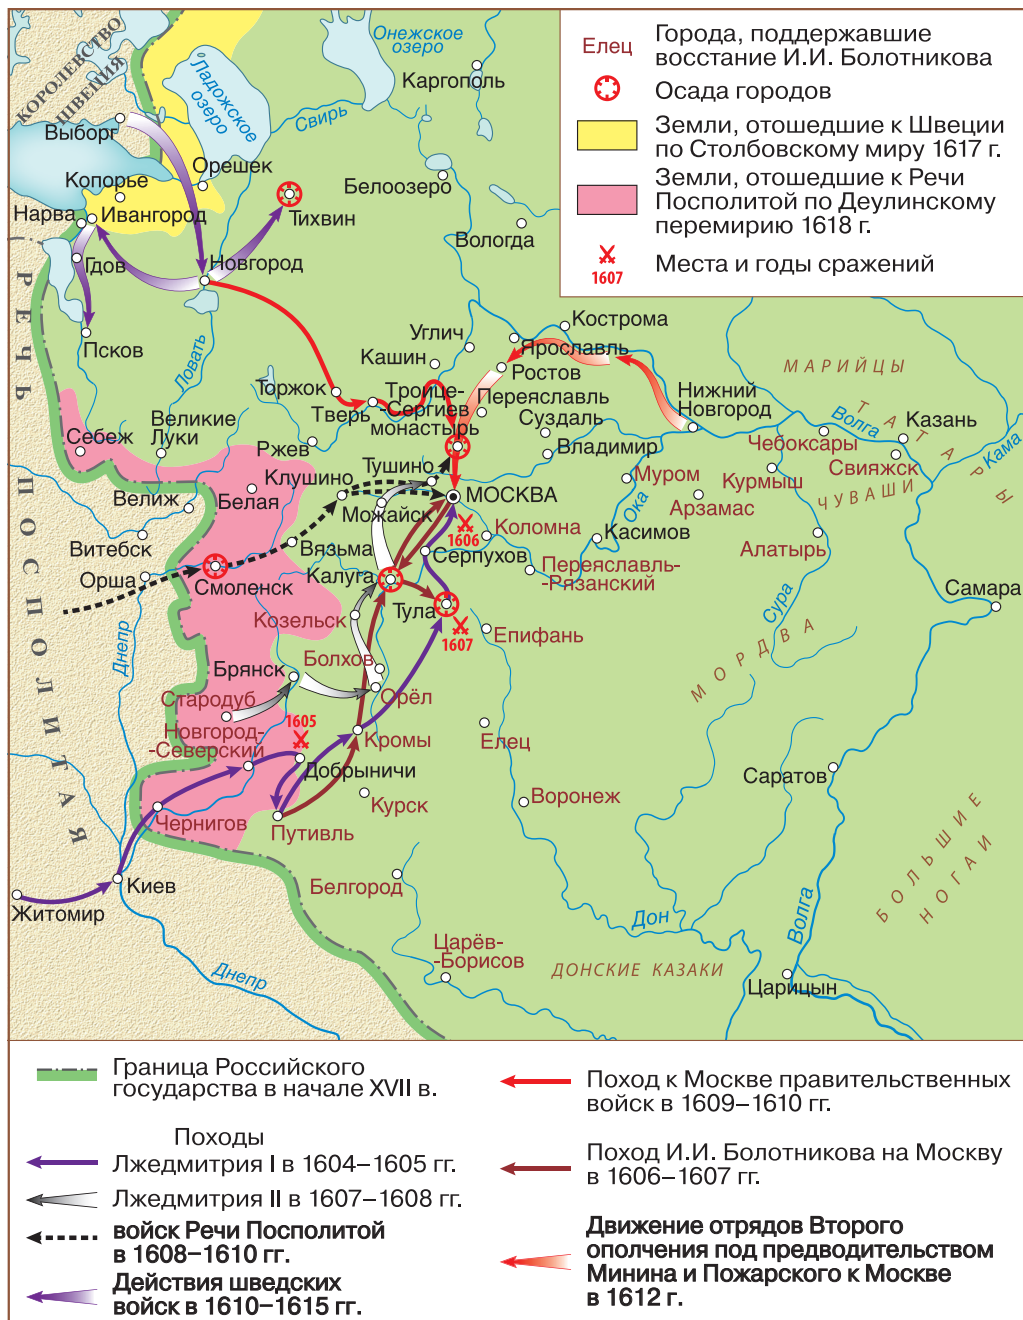 КОРОЛЕВСТВО
ШВЕЦИЯ
Онежское
озеро
Каргополь
Ладожское
озеро
Свирь
Выборг
Орешек
Копорье
Нарва
Ивангород
Тихвин
Белоозеро
Вологда
Гдов
Новгород
Псков
Ловать
РЕЧЬ ПОСПОЛИТАЯ
Елец
Города, поддержавшие
восстание И.И. Болотникова
Осада городов
Земли, отошедшие к Швеции
по Столбовскому миру 1617 г.
Земли, отошедшие к Речи
Посполитой по Деулинскому
перемирию 1618 г.
1607
Места и годы сражений
Углич
Кострома
Ярославль
Кашин
Ростов
Торжок
Тверь
Троице-
-Сергиев
монастырь
Переяславль
Суздаль
Владимир
Нижний
Новгород
МАРИЙЦЫ
ТАТАРЫ
Волга
Казань
Кама
Чебоксары
Свияжск
ЧУВАШИ
Курмыш
Себеж
Великие
Луки
Ржев
Клушино
Тушино
МОСКВА
Муром
Арзамас
Ока
Велиж
Белая
Можайск
1606
Коломна
Касимов
Алатырь
Витебск
Вязьма
Серпухов
Орша
Смоленск
Калуга
Переяславль-
-Рязанский
Самара
Сура
Тула
1607
Козельск
Епифань
МОРДВА
Днепр
Болхов
Брянск
Орёл
Стародуб
Новгород-
-Северский
1605
Кромы
Елец
Добрыничи
Саратов
Курск
Воронеж
Чернигов
Путивль
БОЛЬШИЕ
НОГАИ
Киев
Житомир
Белгород
Дон
Волга
Царёв-
-Борисов
ДОНСКИЕ КАЗАКИ
Царицын
Днепр
Граница Российского
государства в начале XVII в.
Походы
Лжедмитрия I в 1604–1605 гг.
Лжедмитрия II в 1607–1608 гг.
войск Речи Посполитой
в 1608–1610 гг.
Действия шведских
войск в 1610–1615 гг.
Поход к Москве правительственных
войск в 1609–1610 гг.
Поход И.И. Болотникова на Москву
в 1606–1607 гг.
Движение отрядов Второго
ополчения под предводительством
Минина и Пожарского к Москве
в 1612 г.